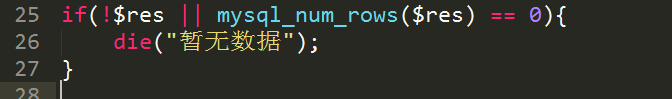 25 if(!$res || mysql_num_rows($res) == 0){
26     die("暂无数据");
27 }
28